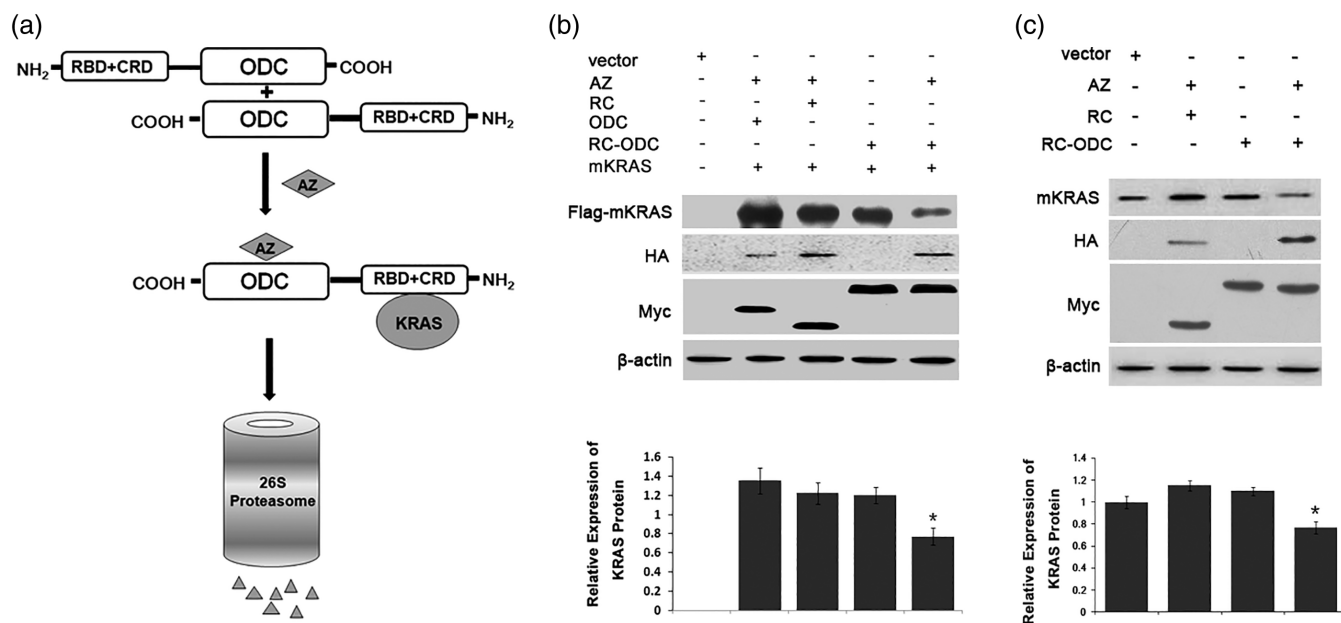 (a)
NH2 RBD+CRD ODC COOH
+
COOH ODC RBD+CRD NH2
AZ
AZ
COOH ODC RBD+CRD NH2
KRAS
26S
Proteasome
(b)
vector + - - - -
AZ - + + - +
RC - - + - -
ODC - + - - -
RC-ODC - - - + +
mKRAS - + + + +
Flag-mKRAS
HA
Myc
β-actin
Relative Expression of
KRAS Protein
1.6
1.4
1.2
1
0.8
0.6
0.4
0.2
0
*
(c)
vector + - - -
AZ - + - +
RC - + - -
RC-ODC - - + +
mKRAS
HA
Myc
β-actin
Relative Expression of
KRAS Protein
1.4
1.2
1
0.8
0.6
0.4
0.2
0
*